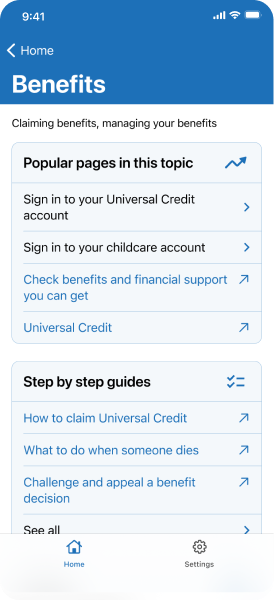 9:41
Home
Benefits
Claiming benefits, managing your benefits
Popular pages in this topic
Sign in to your Universal Credit
account
Sign in to your childcare account
Check benefits and financial support
you can get
Universal Credit
Step by step guides
How to claim Universal Credit
What to do when someone dies
Challenge and appeal a benefit
decision
See all
Home
Settings